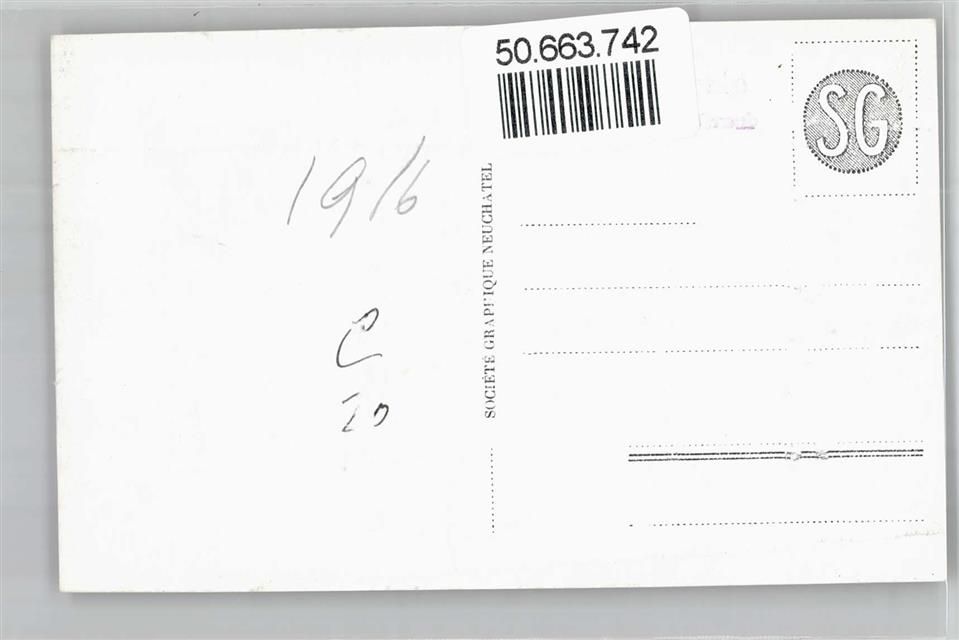 50.663.742
SG
1916
SOCIÉTÉ GRAPHIQUE NEUCHATEL
C
20